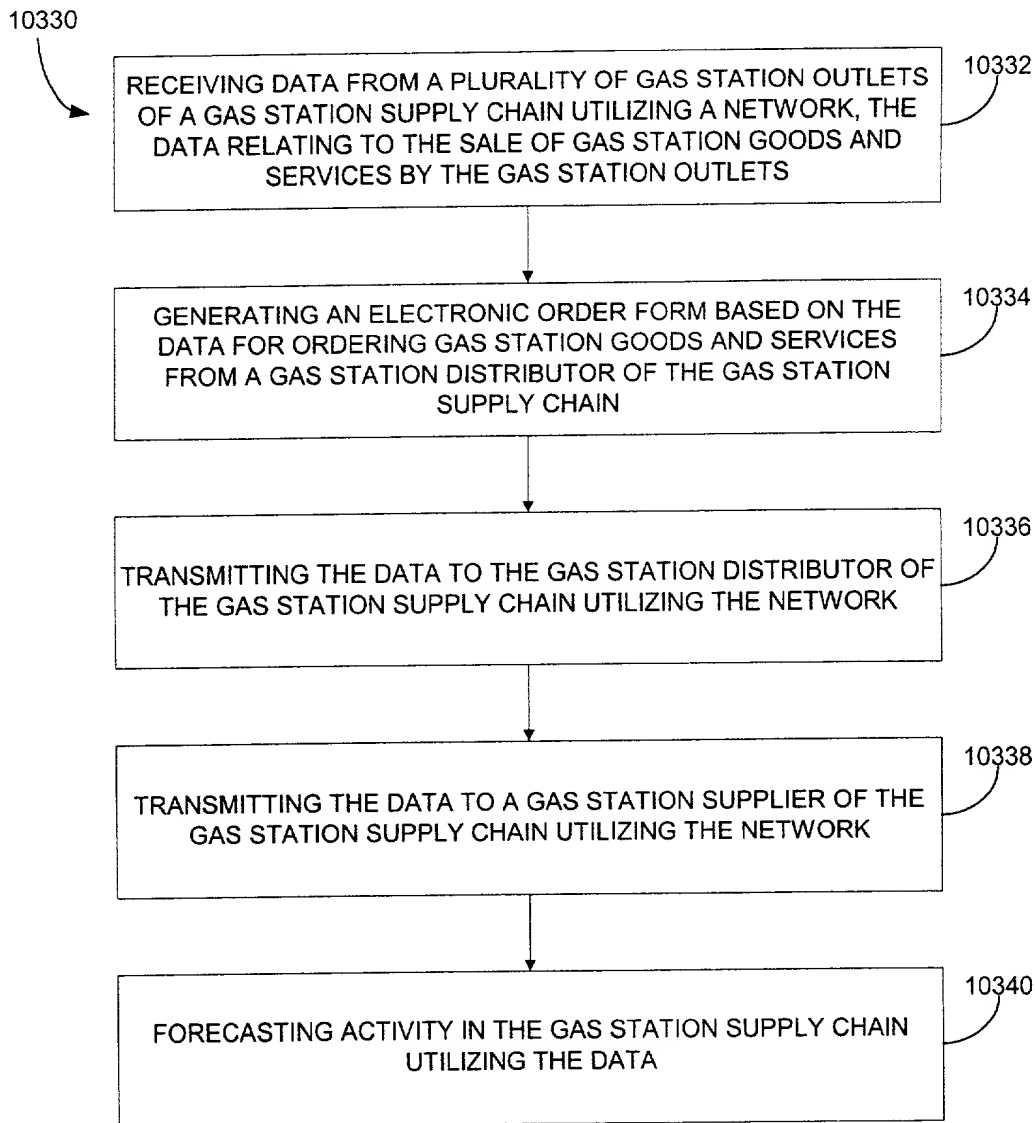 10330
RECEIVING DATA FROM A PLURALITY OF GAS STATION OUTLETS
OF A GAS STATION SUPPLY CHAIN UTILIZING A NETWORK, THE
DATA RELATING TO THE SALE OF GAS STATION GOODS AND
SERVICES BY THE GAS STATION OUTLETS
10332
GENERATING AN ELECTRONIC ORDER FORM BASED ON THE
DATA FOR ORDERING GAS STATION GOODS AND SERVICES
FROM A GAS STATION DISTRIBUTOR OF THE GAS STATION
SUPPLY CHAIN
10334
TRANSMITTING THE DATA TO THE GAS STATION DISTRIBUTOR OF
THE GAS STATION SUPPLY CHAIN UTILIZING THE NETWORK
10336
TRANSMITTING THE DATA TO A GAS STATION SUPPLIER OF THE
GAS STATION SUPPLY CHAIN UTILIZING THE NETWORK
10338
FORECASTING ACTIVITY IN THE GAS STATION SUPPLY CHAIN
UTILIZING THE DATA
10340